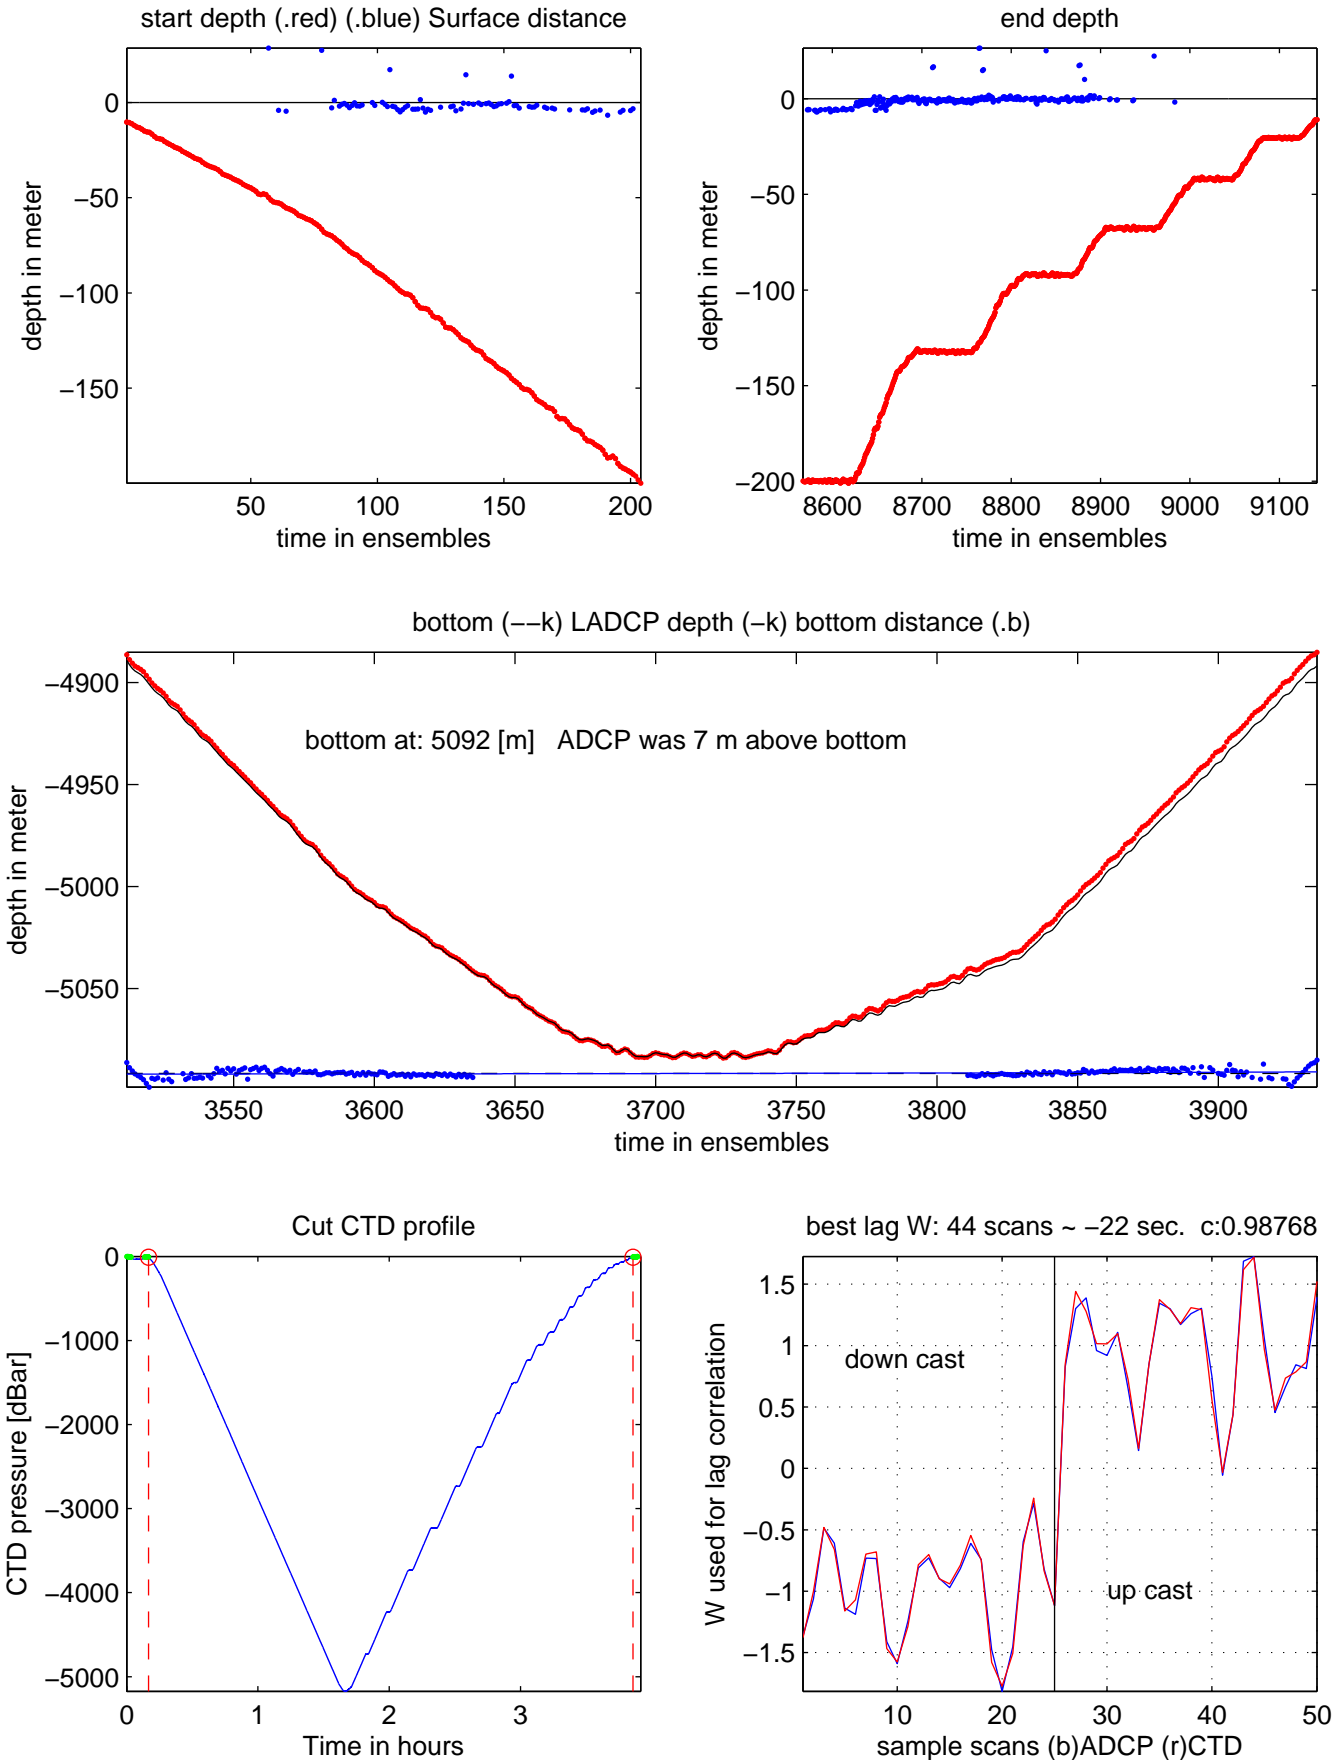 start depth (.red) (.blue) Surface distance
0
−50
−100
−150
depth in meter
50
100
150
200
time in ensembles
end depth
0
−50
−100
−150
−200
depth in meter
8600
8700
8800
8900
9000
9100
time in ensembles
bottom (−−k) LADCP depth (−k) bottom distance (.b)
−4900
−4950
−5000
−5050
depth in meter
bottom at: 5092 [m]   ADCP was 7 m above bottom
3550
3600
3650
3700
3750
3800
3850
3900
time in ensembles
Cut CTD profile
0
−1000
−2000
−3000
−4000
−5000
CTD pressure [dBar]
0
1
2
3
Time in hours
best lag W: 44 scans ~ −22 sec.  c:0.98768
1.5
1
0.5
0
−0.5
−1
−1.5
W used for lag correlation
down cast
up cast
10
20
30
40
50
sample scans (b)ADCP (r)CTD